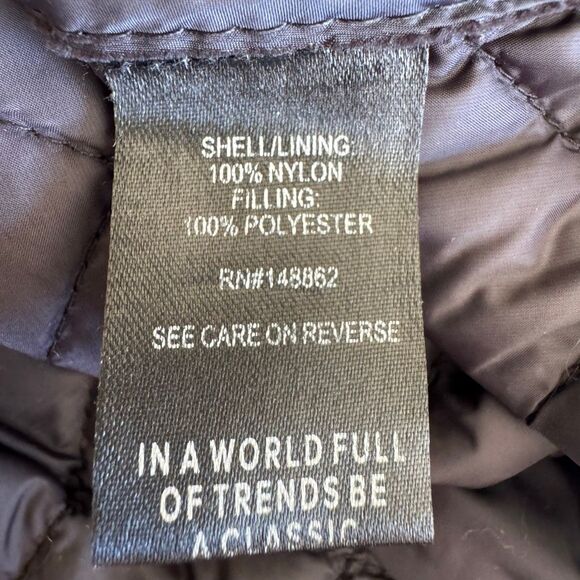 SHELL/LINING
100% NYLON
FILLING:
100% POLYESTER
RN#148862
SEE CARE ON REVERSE
IN A WORLD FULL
OF TRENDS BE
A CLASSIC